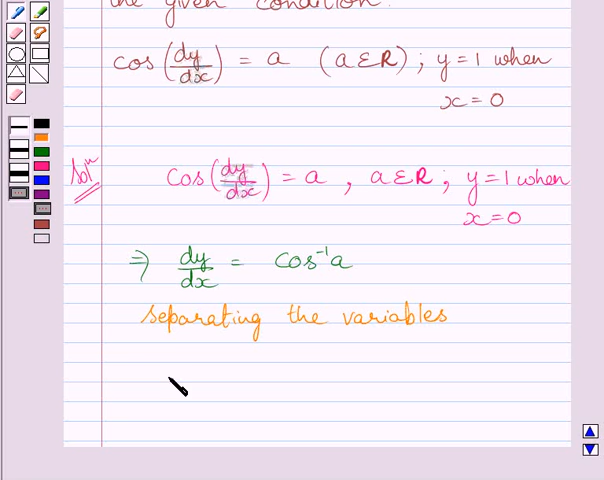 the given condition.
cos(dy/dx) = a (a ε R) ; y = 1 when
x = 0
Solⁿ cos(dy/dx) = a , a ε R ; y = 1 when
x = 0
⇒ dy/dx = cos⁻¹a
separating the variables